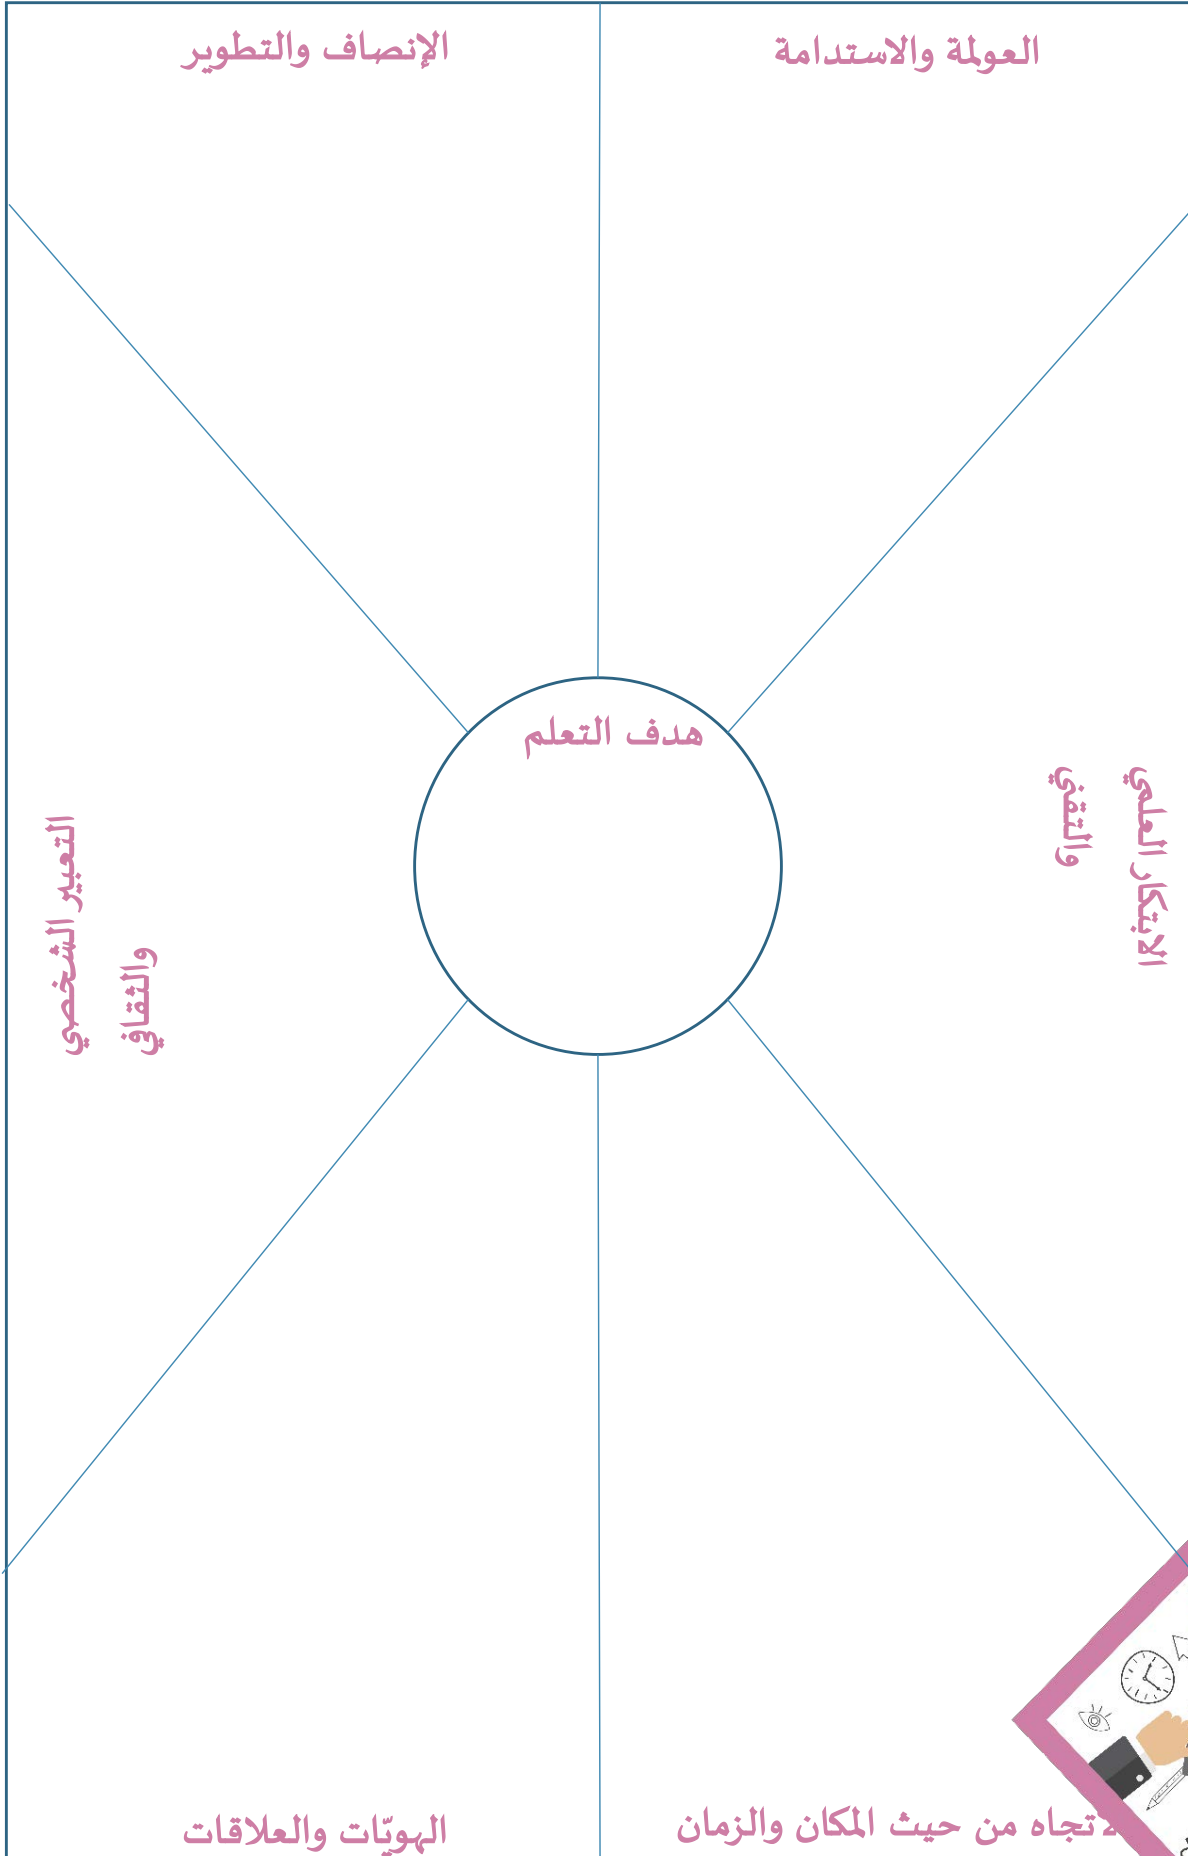 العولمة والاستدامة
الإنصاف والتطوير
هدف التعلم
الابتكار العلمي
والتقني
التعبير الشخصي
والثقافي
من حيث المكان والزمان
الهويّات والعلاقات